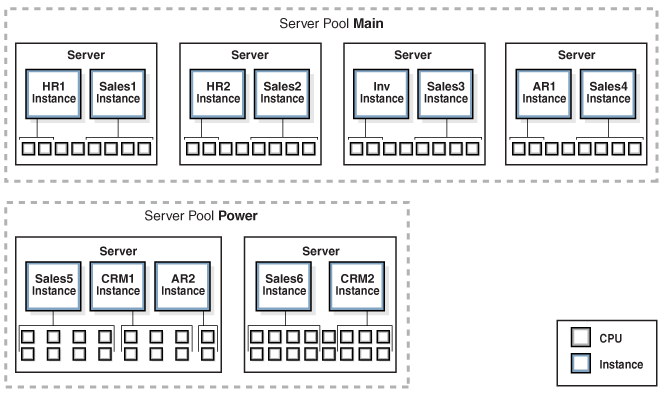 Server Pool Main
Server Server Server Server
HR1 Instance Sales1 Instance HR2 Instance Sales2 Instance Inv Instance Sales3 Instance AR1 Instance Sales4 Instance
Server Pool Power
Server Server
Sales5 Instance CRM1 Instance AR2 Instance Sales6 Instance CRM2 Instance
CPU
Instance